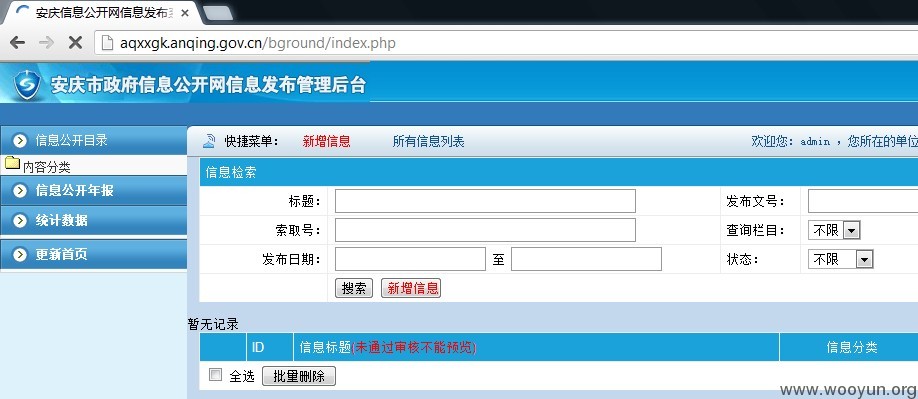 安庆信息公开网信息发布
aqxxgk.anqing.gov.cn/bground/index.php
安庆市政府信息公开网信息发布管理后台
信息公开目录
快捷菜单： 新增信息 所有信息列表 欢迎您：admin ，您所在的单位
内容分类
信息检索
信息公开年报
标题： 发布文号：
统计数据
索取号： 查询栏目： 不限
更新首页
发布日期： 至 状态： 不限
搜索 新增信息
暂无记录
ID 信息标题(未通过审核不能预览) 信息分类
全选 批量删除
www.wooyun.org